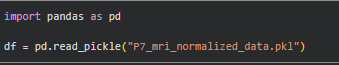 import pandas as pd
df = pd.read_pickle("P7_mri_normalized_data.pkl")